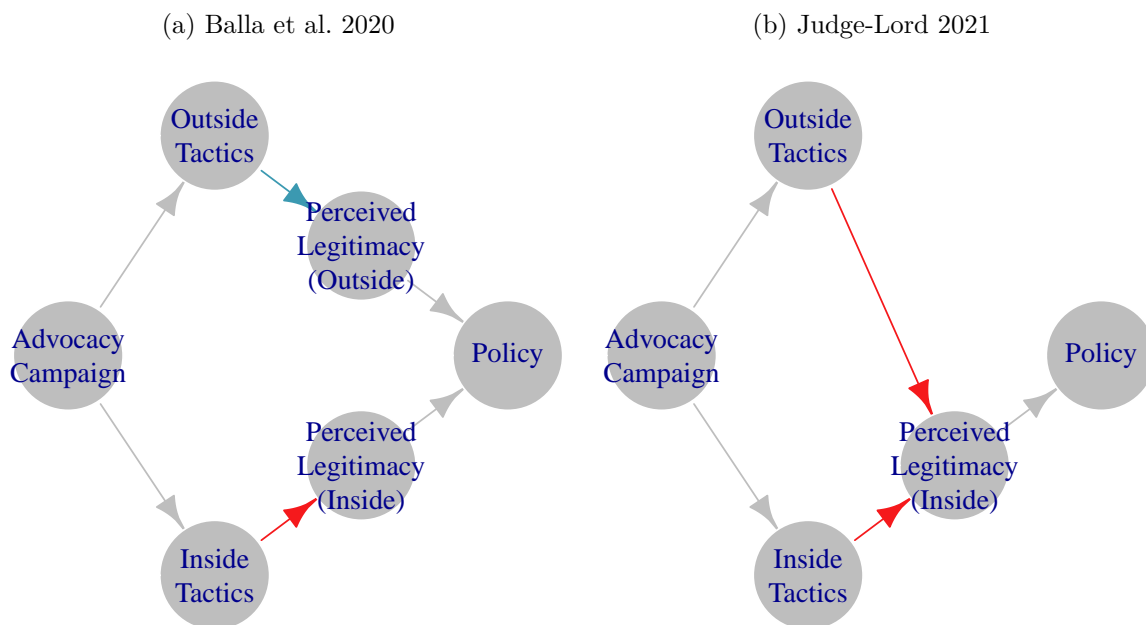 (a) Balla et al. 2020
Outside
Tactics
Perceived
Legitimacy
(Outside)
Advocacy
Campaign
Policy
Perceived
Legitimacy
(Inside)
Inside
Tactics
(b) Judge-Lord 2021
Outside
Tactics
Advocacy
Campaign
Policy
Perceived
Legitimacy
(Inside)
Inside
Tactics